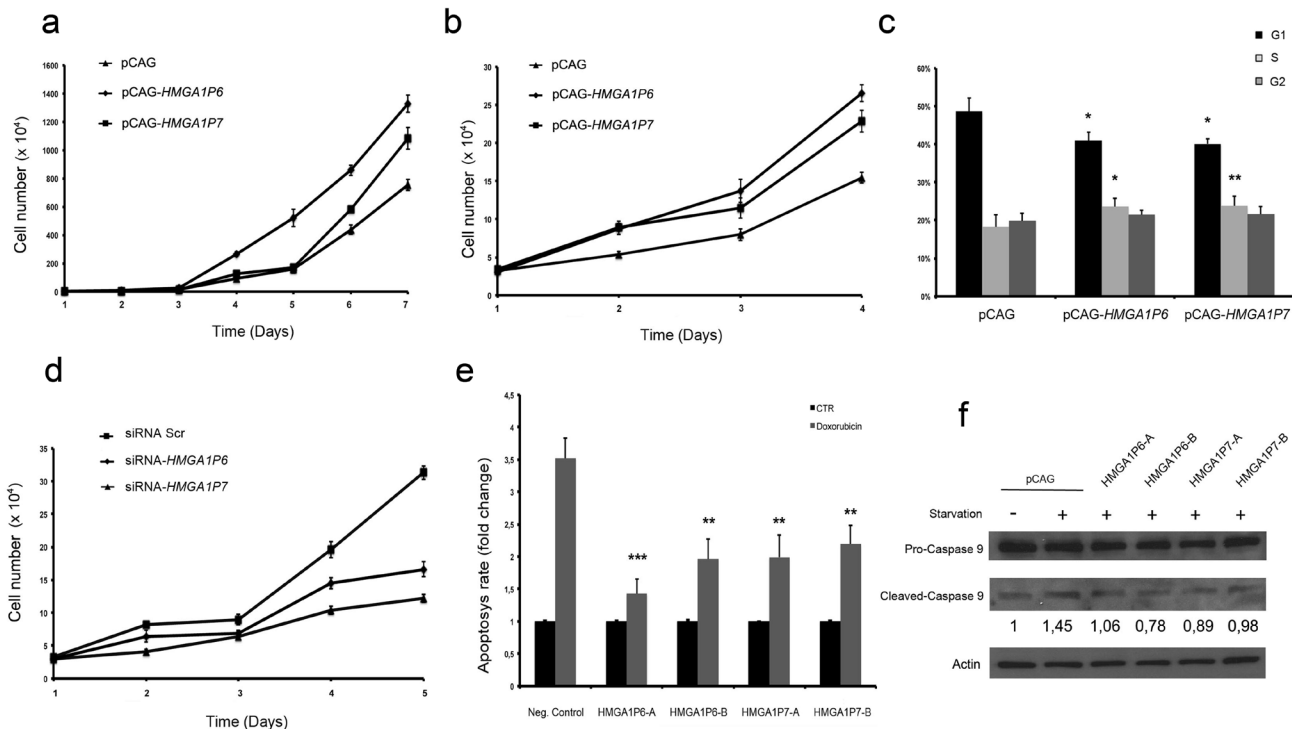 a
pCAG
pCAG-HMGA1P6
pCAG-HMGA1P7
Cell number (x 10⁴)
1600
1400
1200
1000
800
600
400
200
0
1 2 3 4 5 6 7
Time (Days)
b
pCAG
pCAG-HMGA1P6
pCAG-HMGA1P7
Cell number (x 10⁴)
30
25
20
15
10
5
0
1 2 3 4
Time (Days)
c
G1
S
G2
60%
50%
40%
30%
20%
10%
0%
* * * **
pCAG pCAG-HMGA1P6 pCAG-HMGA1P7
d
siRNA Scr
siRNA-HMGA1P6
siRNA-HMGA1P7
Cell number (x 10⁴)
35
30
25
20
15
10
5
0
1 2 3 4 5
Time (Days)
e
CTR
Doxorubicin
Apoptosys rate (fold change)
4,5
4
3,5
3
2,5
2
1,5
1
0,5
0
*** ** ** **
Neg. Control HMGA1P6-A HMGA1P6-B HMGA1P7-A HMGA1P7-B
f
pCAG HMGA1P6-A HMGA1P6-B HMGA1P7-A HMGA1P7-B
Starvation - + + + + +
Pro-Caspase 9
Cleaved-Caspase 9
1 1,45 1,06 0,78 0,89 0,98
Actin